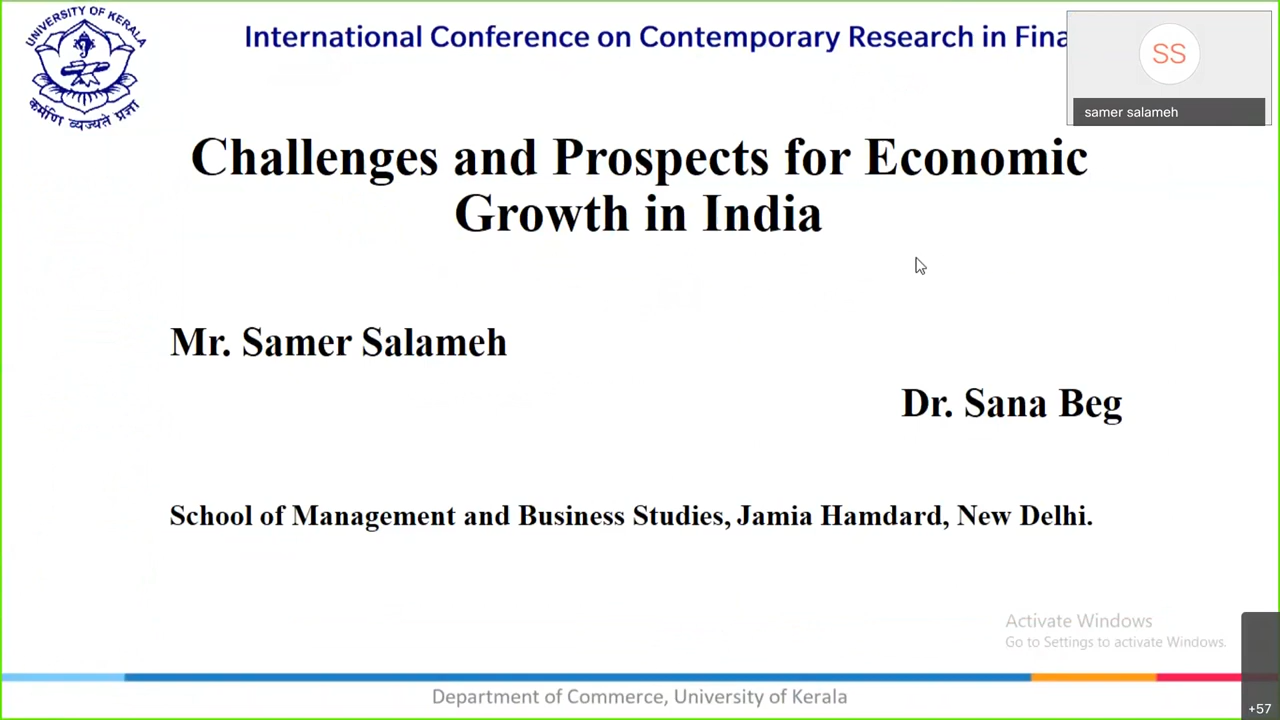 UNIVERSITY OF KERALA
कर्मणि व्यज्यते प्रज्ञा
International Conference on Contemporary Research in Fina
SS
samer salameh
Challenges and Prospects for Economic
Growth in India
Mr. Samer Salameh
Dr. Sana Beg
School of Management and Business Studies, Jamia Hamdard, New Delhi.
Activate Windows
Go to Settings to activate Windows.
Department of Commerce, University of Kerala
+57